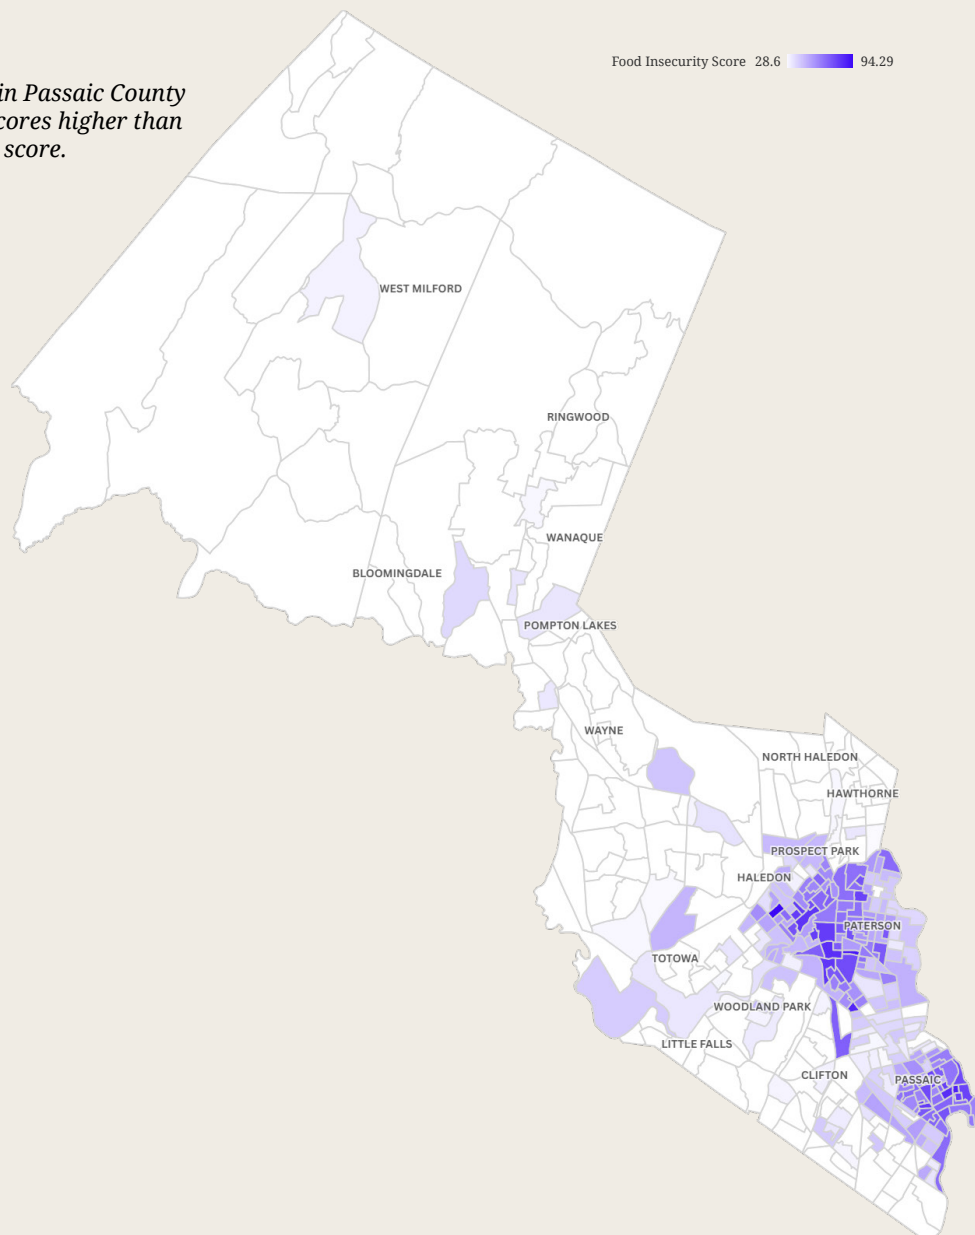 Food Insecurity Score 28.6 94.29
in Passaic County
cores higher than
score.
WEST MILFORD
RINGWOOD
WANAQUE
BLOOMINGDALE
POMPTON LAKES
WAYNE
NORTH HALEDON
HAWTHORNE
PROSPECT PARK
HALEDON
PATERSON
TOTOWA
WOODLAND PARK
LITTLE FALLS
CLIFTON
PASSAIC